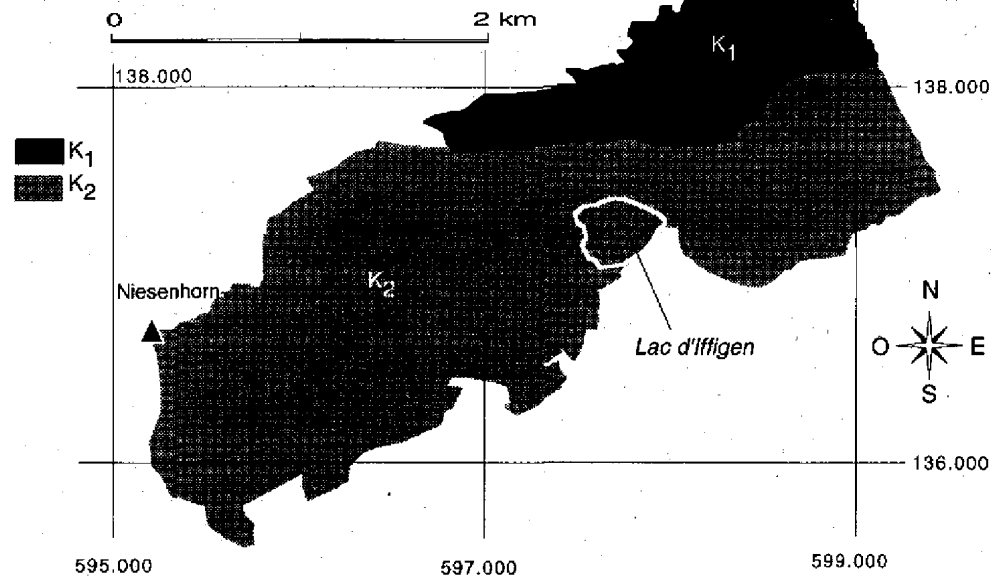 0 2 km
K1
138.000 138.000
K1
K2
K2
Niesenhorn
Lac d'Iffigen
N
O E
S
136.000
595.000 597.000 599.000